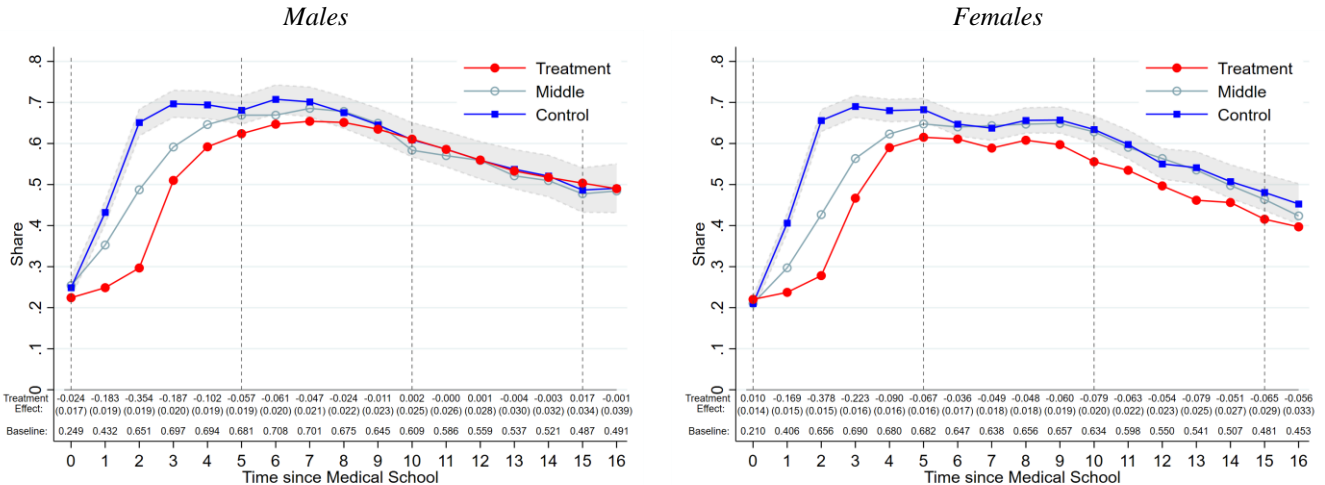 Males
.8
.7
.6
.5
.4
.3
.2
.1
0
Share
Treatment
Middle
Control
Treatment Effect: -0.024 -0.183 -0.354 -0.187 -0.102 -0.057 -0.061 -0.047 -0.024 -0.011 0.002 -0.000 0.001 -0.004 -0.003 0.017 -0.001
(0.017) (0.019) (0.019) (0.020) (0.019) (0.019) (0.020) (0.021) (0.022) (0.023) (0.025) (0.026) (0.028) (0.030) (0.032) (0.034) (0.039)
Baseline: 0.249 0.432 0.651 0.697 0.694 0.681 0.708 0.701 0.675 0.645 0.609 0.586 0.559 0.537 0.521 0.487 0.491
0 1 2 3 4 5 6 7 8 9 10 11 12 13 14 15 16
Time since Medical School
Females
.8
.7
.6
.5
.4
.3
.2
.1
0
Share
Treatment
Middle
Control
Treatment Effect: 0.010 -0.169 -0.378 -0.223 -0.090 -0.067 -0.036 -0.049 -0.048 -0.060 -0.079 -0.063 -0.054 -0.079 -0.051 -0.065 -0.056
(0.014) (0.015) (0.015) (0.016) (0.016) (0.016) (0.017) (0.018) (0.018) (0.019) (0.020) (0.022) (0.023) (0.025) (0.027) (0.029) (0.033)
Baseline: 0.210 0.406 0.656 0.690 0.680 0.682 0.647 0.638 0.656 0.657 0.634 0.598 0.550 0.541 0.507 0.481 0.453
0 1 2 3 4 5 6 7 8 9 10 11 12 13 14 15 16
Time since Medical School